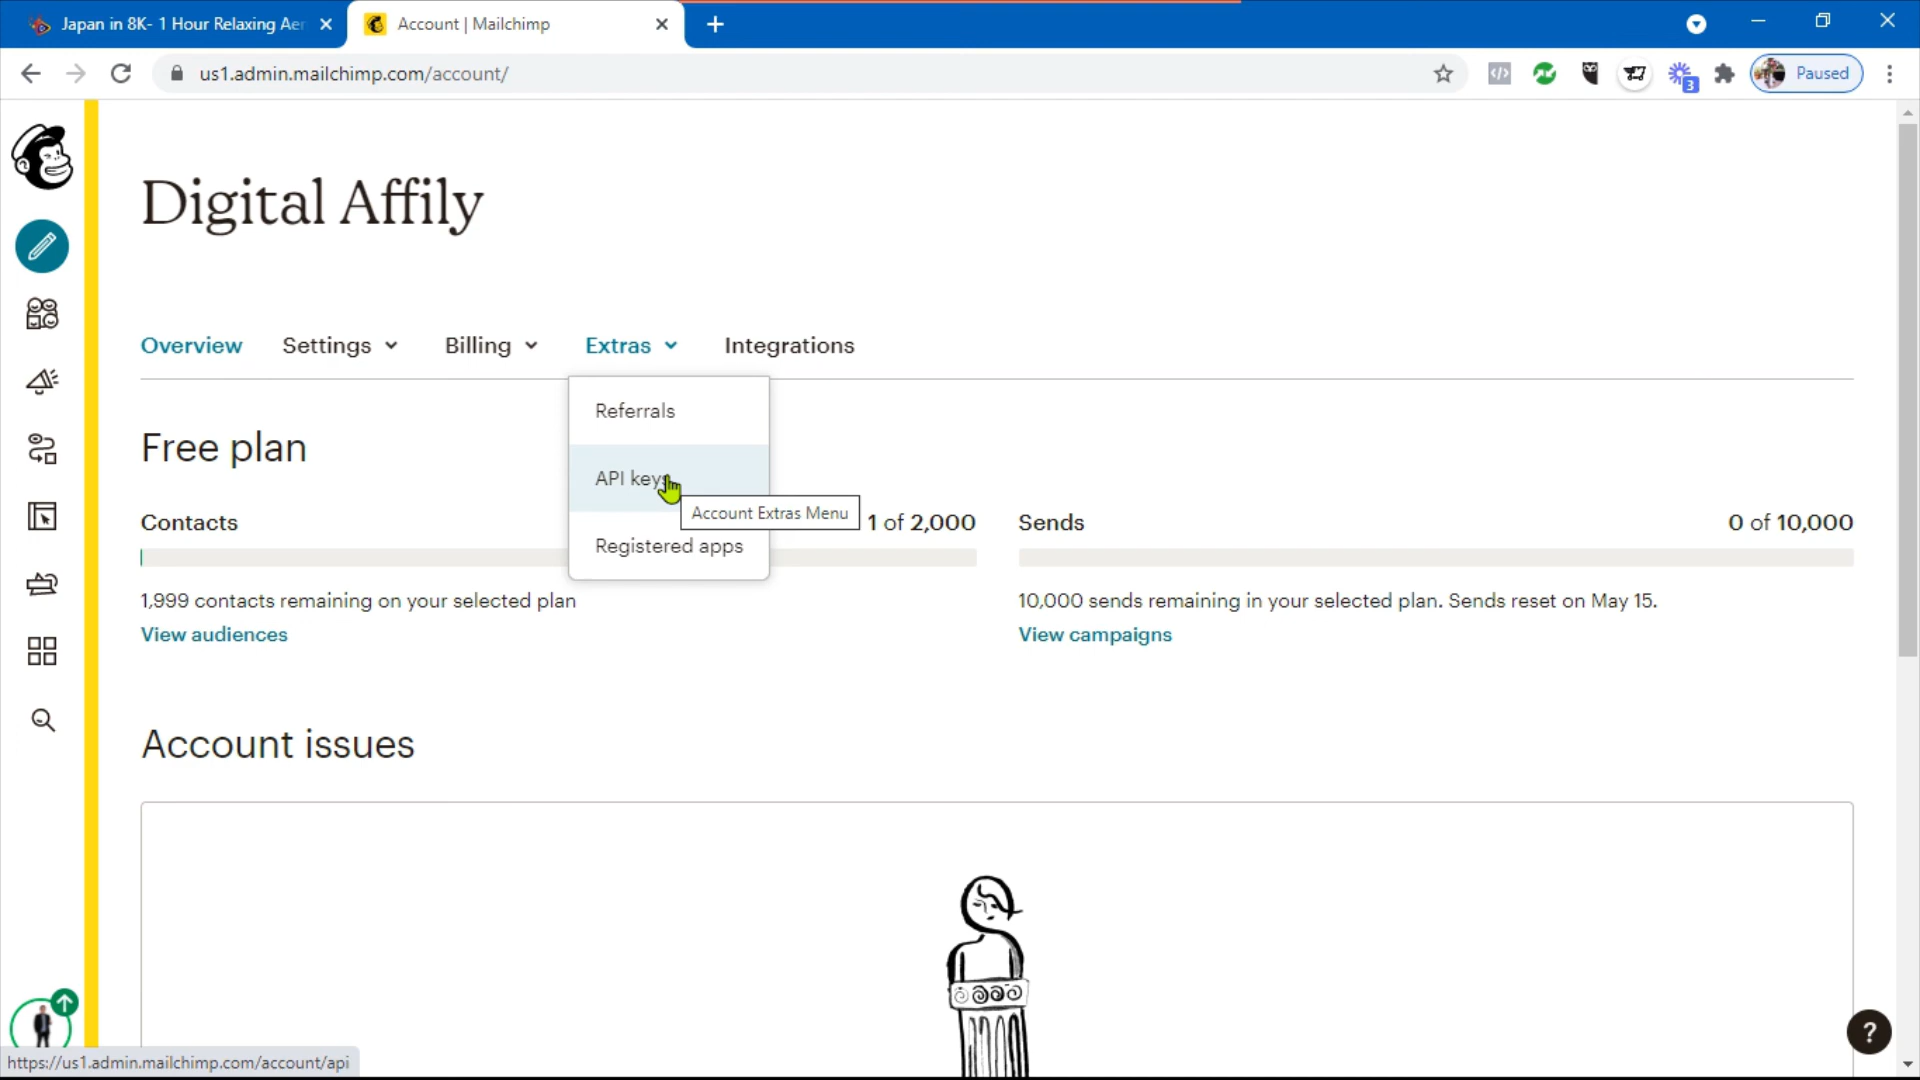 Japan in 8K- 1 Hour Relaxing Aer
Account | Mailchimp
us1.admin.mailchimp.com/account/
3
Paused
Digital Affily
Overview
Settings
Billing
Extras
Integrations
Referrals
API keys
Account Extras Menu
Registered apps
Free plan
Contacts
1 of 2,000
1,999 contacts remaining on your selected plan
View audiences
Sends
0 of 10,000
10,000 sends remaining in your selected plan. Sends reset on May 15.
View campaigns
Account issues
?
https://us1.admin.mailchimp.com/account/api